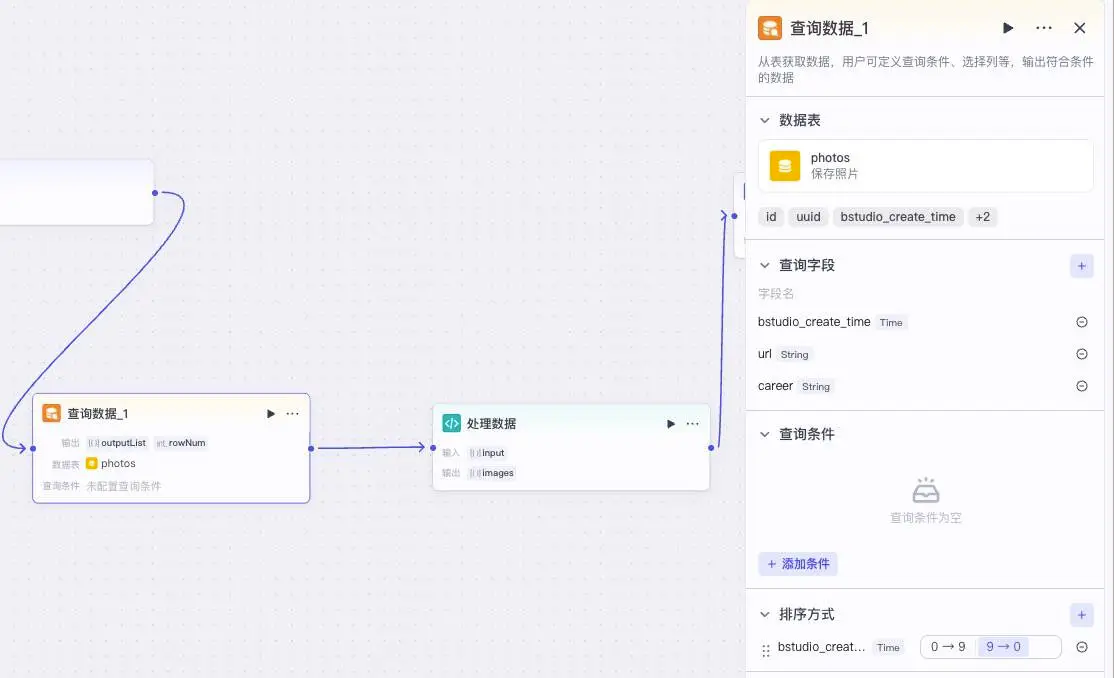 查询数据_1
从表获取数据，用户可定义查询条件、选择列等，输出符合条件
的数据
数据表
photos
保存照片
id uuid bstudio_create_time +2
查询字段
字段名
bstudio_create_time Time
url String
career String
查询条件
查询条件为空
+ 添加条件
排序方式
bstudio_creat... Time 0 → 9 9 → 0
查询数据_1
输出 [{}] outputList int. rowNum
数据表 photos
查询条件 未配置查询条件
处理数据
输入 [{}] input
输出 [{}] images